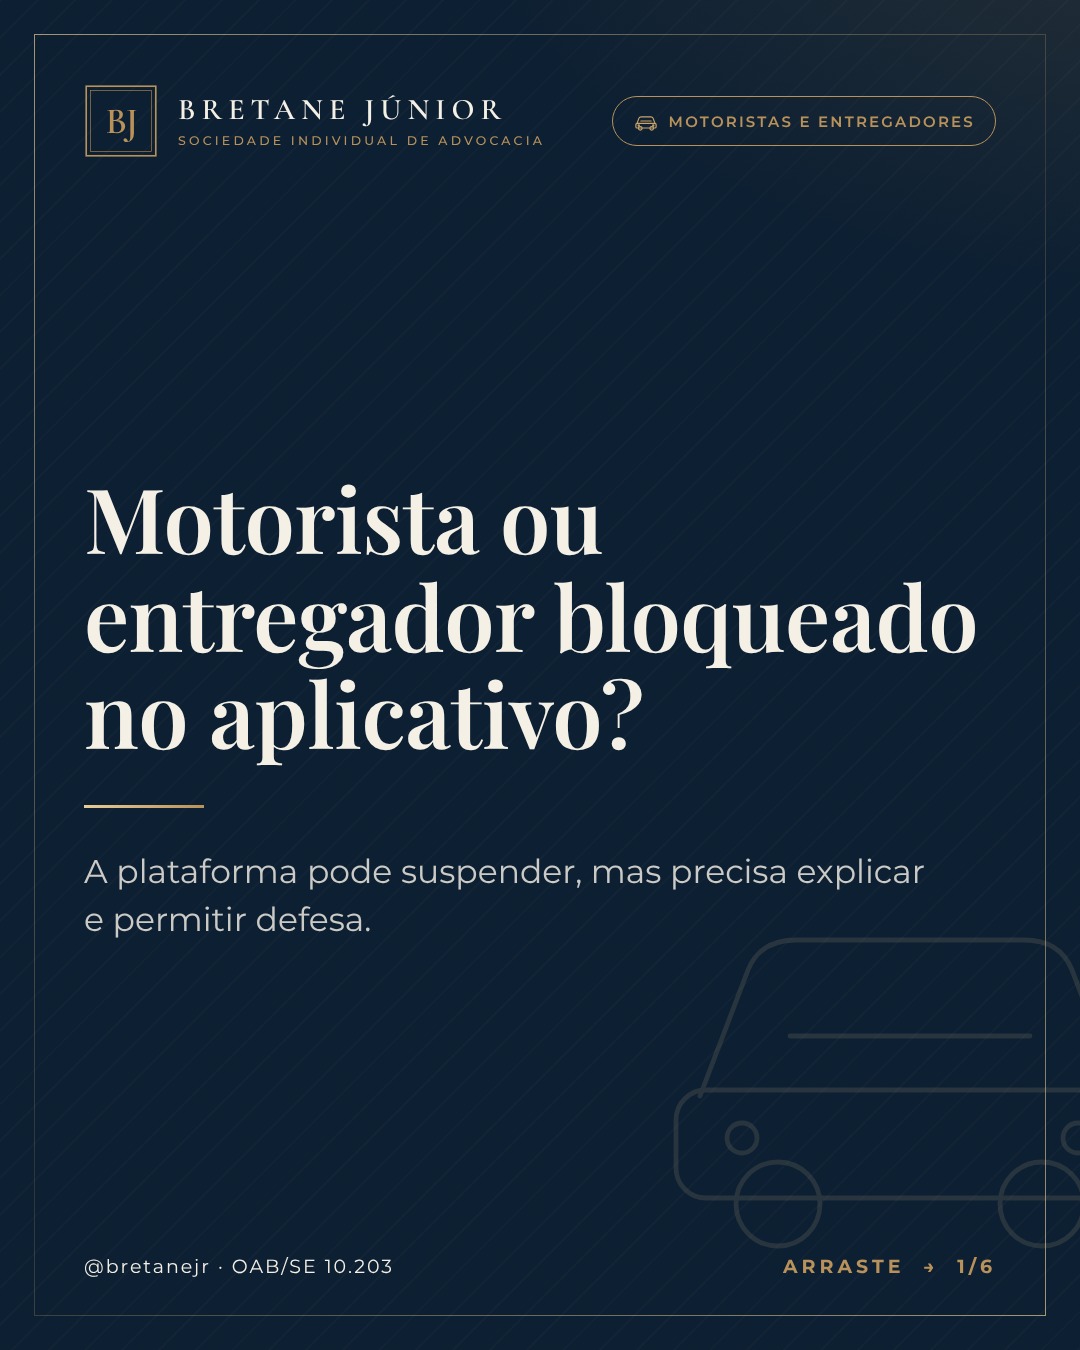 BJ
BRETANE JÚNIOR
SOCIEDADE INDIVIDUAL DE ADVOCACIA
MOTORISTAS E ENTREGADORES
Motorista ou
entregador bloqueado
no aplicativo?
A plataforma pode suspender, mas precisa explicar
e permitir defesa.
@bretanejr · OAB/SE 10.203
ARRASTE → 1/6